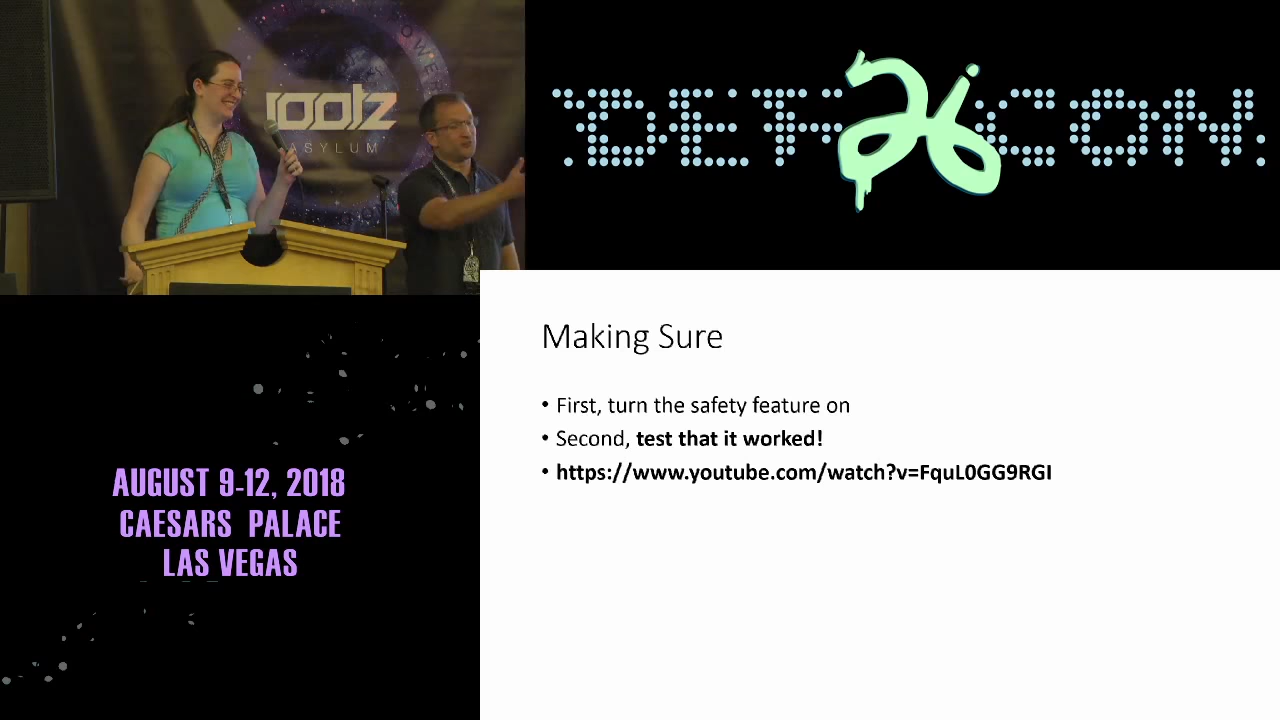 rootz
ASYLUM
DEF 26 CON
Making Sure
• First, turn the safety feature on
• Second, test that it worked!
• https://www.youtube.com/watch?v=FquL0GG9RGI
AUGUST 9-12, 2018
CAESARS PALACE
LAS VEGAS